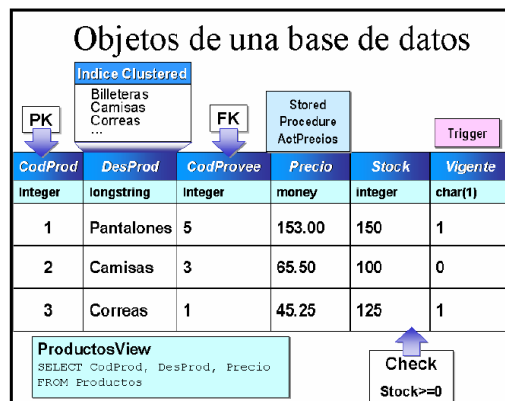 Objetos de una base de datos
Indice Clustered
Billeteras
Camisas
Correas
...
PK
FK
Stored
Procedure
ActPrecios
Trigger
CodProd DesProd CodProvee Precio Stock Vigente
Integer longstring Integer money integer char(1)
1 Pantalones 5 153.00 150 1
2 Camisas 3 65.50 100 0
3 Correas 1 45.25 125 1
ProductosView
SELECT CodProd, DesProd, Precio
FROM Productos
Check
Stock>=0